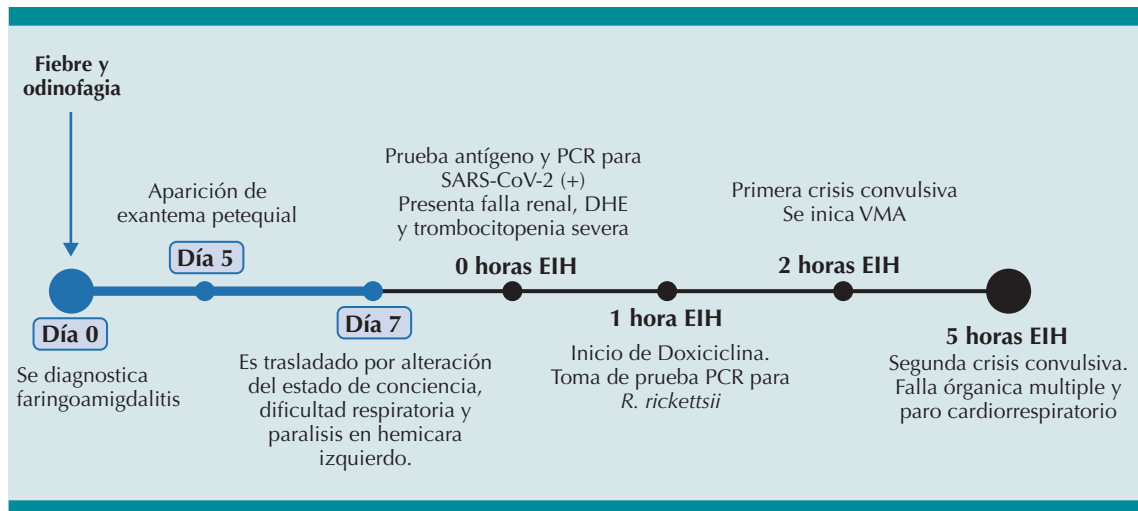 Fiebre y
odinofagia
Día 0
Se diagnostica
faringoamigdalitis
Aparición de
exantema petequial
Día 5
Día 7
Es trasladado por alteración
del estado de conciencia,
dificultad respiratoria y
paralisis en hemicara
izquierdo.
Prueba antígeno y PCR para
SARS-CoV-2 (+)
Presenta falla renal, DHE
y trombocitopenia severa
0 horas EIH
1 hora EIH
Inicio de Doxiciclina.
Toma de prueba PCR para
R. rickettsii
Primera crisis convulsiva
Se inica VMA
2 horas EIH
5 horas EIH
Segunda crisis convulsiva.
Falla órganica multiple y
paro cardiorrespiratorio